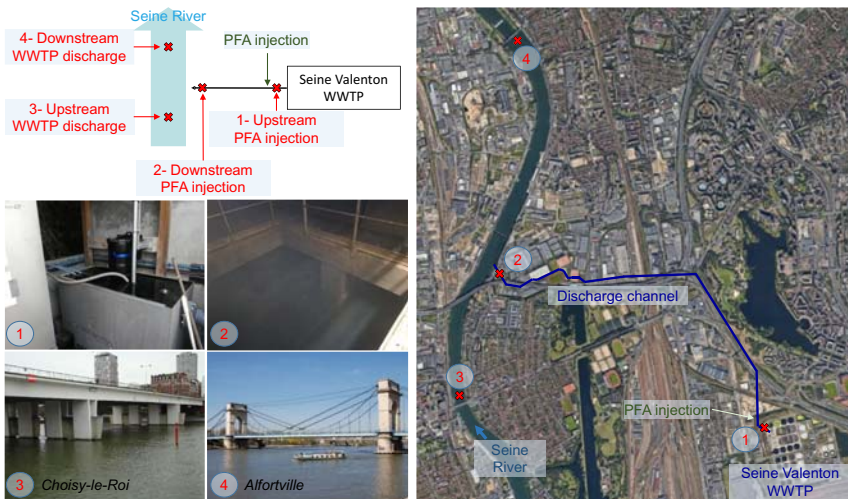 Seine River
4- Downstream
WWTP discharge
PFA injection
Seine Valenton
WWTP
3- Upstream
WWTP discharge
1- Upstream
PFA injection
2- Downstream
PFA injection
1
2
3
Choisy-le-Roi
4
Alfortville
4
2
Discharge channel
3
PFA injection
1
Seine
River
Seine Valenton
WWTP